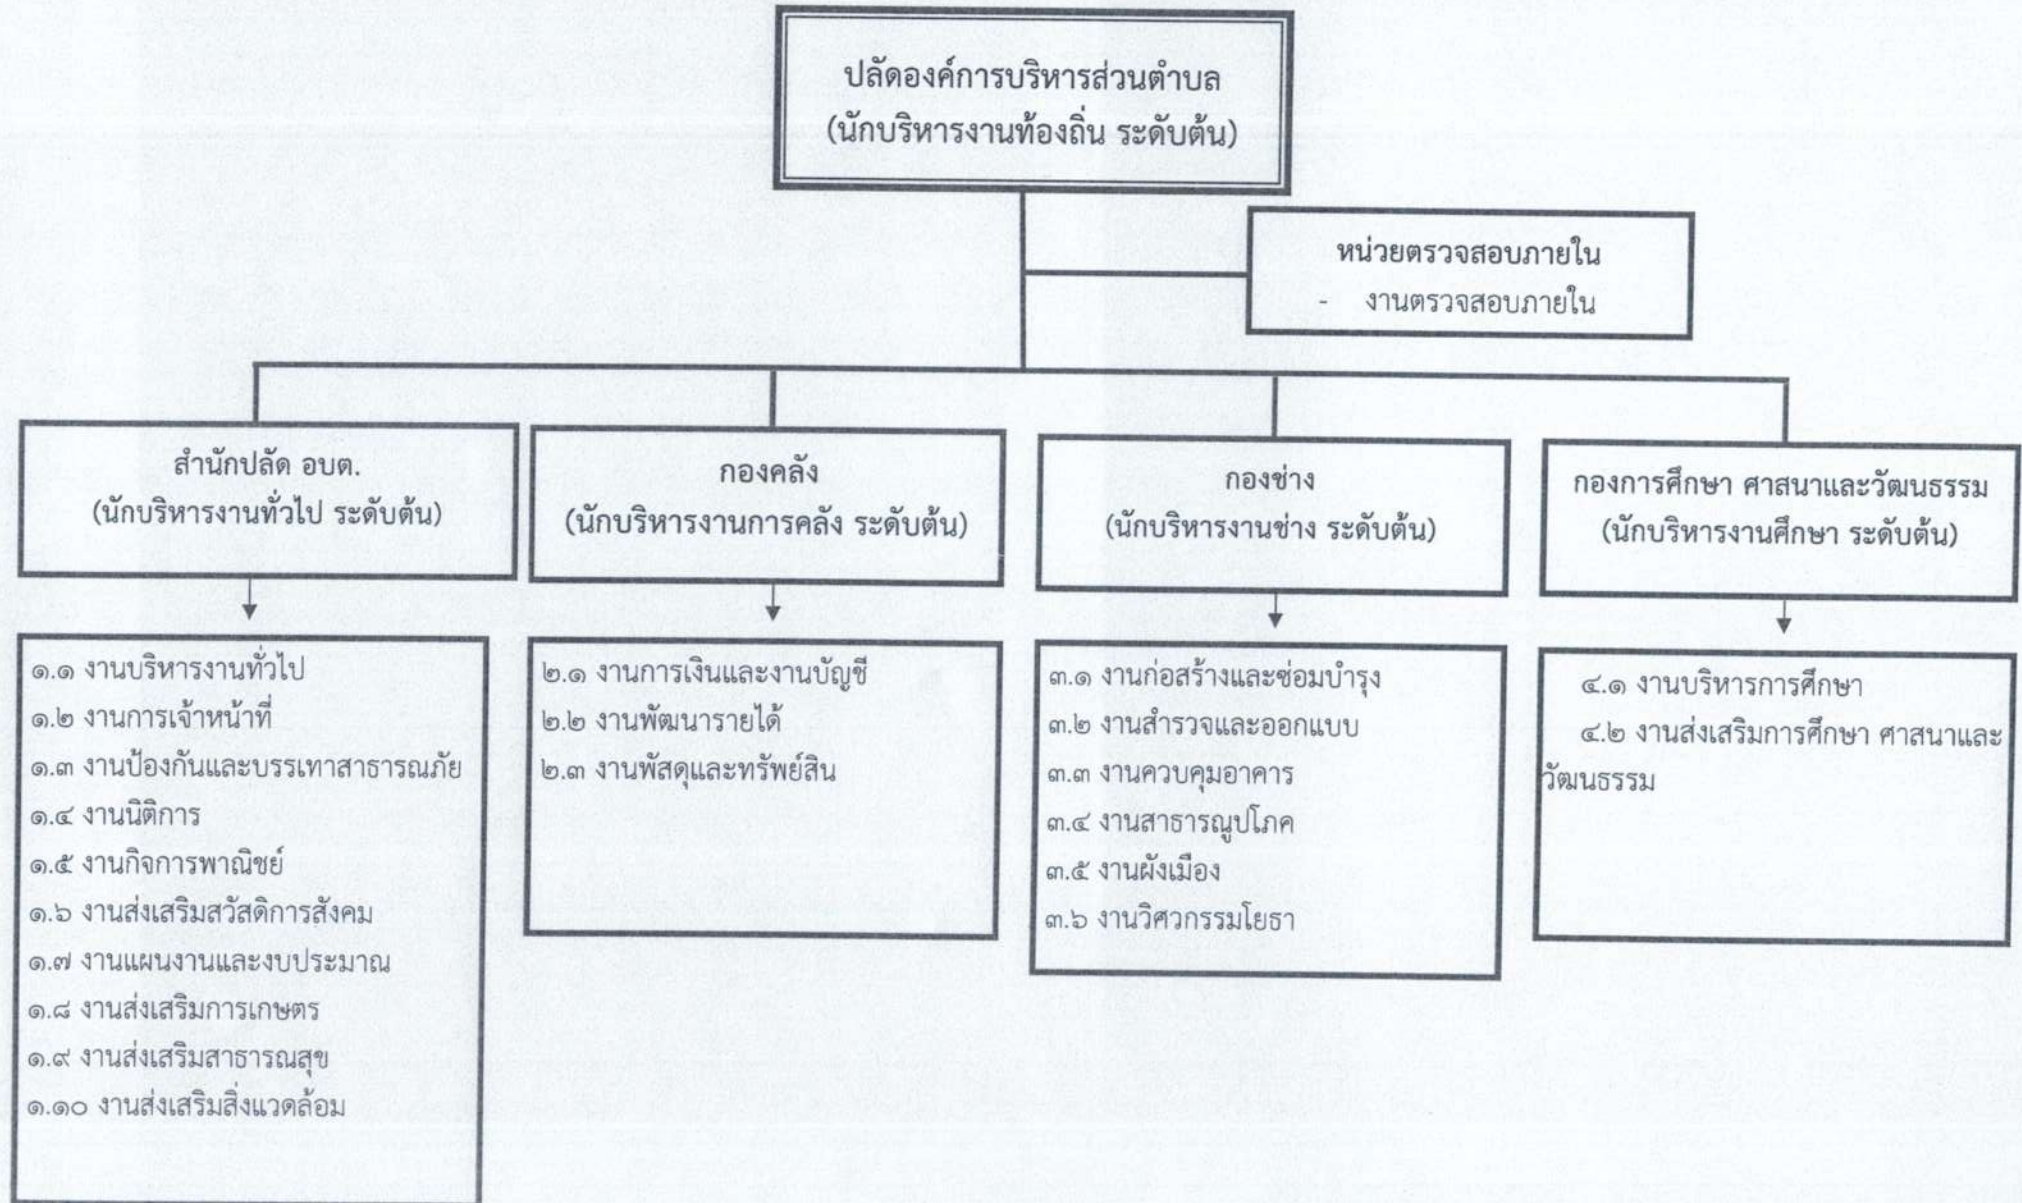 ปลัดองค์การบริหารส่วนตำบล
(นักบริหารงานท้องถิ่น ระดับต้น)
หน่วยตรวจสอบภายใน
- งานตรวจสอบภายใน
สำนักปลัด อบต.
(นักบริหารงานทั่วไป ระดับต้น)
กองคลัง
(นักบริหารงานการคลัง ระดับต้น)
กองช่าง
(นักบริหารงานช่าง ระดับต้น)
กองการศึกษา ศาสนาและวัฒนธรรม
(นักบริหารงานศึกษา ระดับต้น)
๑.๑ งานบริหารงานทั่วไป
๑.๒ งานการเจ้าหน้าที่
๑.๓ งานป้องกันและบรรเทาสาธารณภัย
๑.๔ งานนิติการ
๑.๕ งานกิจการพาณิชย์
๑.๖ งานส่งเสริมสวัสดิการสังคม
๑.๗ งานแผนงานและงบประมาณ
๑.๘ งานส่งเสริมการเกษตร
๑.๙ งานส่งเสริมสาธารณสุข
๑.๑๐ งานส่งเสริมสิ่งแวดล้อม
๒.๑ งานการเงินและงานบัญชี
๒.๒ งานพัฒนารายได้
๒.๓ งานพัสดุและทรัพย์สิน
๓.๑ งานก่อสร้างและซ่อมบำรุง
๓.๒ งานสำรวจและออกแบบ
๓.๓ งานควบคุมอาคาร
๓.๔ งานสาธารณูปโภค
๓.๕ งานผังเมือง
๓.๖ งานวิศวกรรมโยธา
๔.๑ งานบริหารการศึกษา
๔.๒ งานส่งเสริมการศึกษา ศาสนาและ
วัฒนธรรม